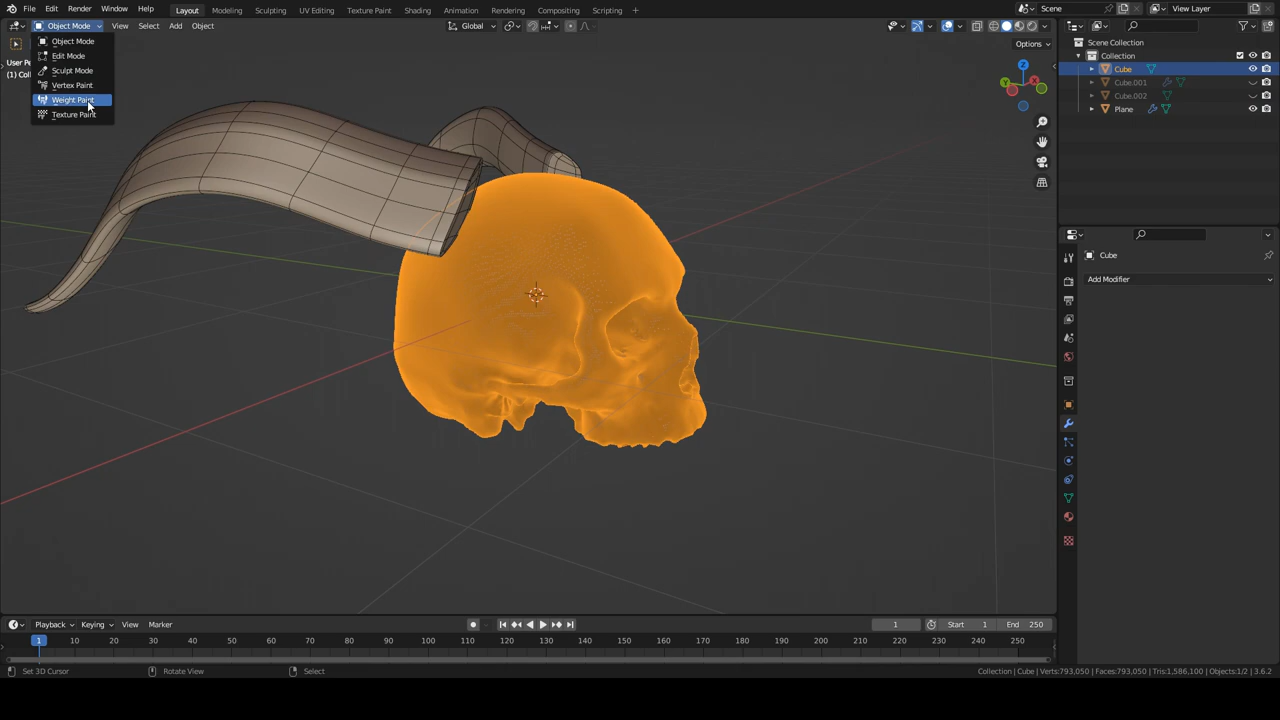 File Edit Render Window Help Layout Modeling Sculpting UV Editing Texture Paint Shading Animation Rendering Compositing Scripting + Scene View Layer
Object Mode View Select Add Object Global
Options
Object Mode
Edit Mode
Sculpt Mode
Vertex Paint
Weight Paint
Texture Paint
User Pe
(1) Coll
X
Y
Z
Scene Collection
Collection
Cube
Cube.001
Cube.002
Plane
Cube
Add Modifier
Playback Keying View Marker 1 Start 1 End 250
1 10 20 30 40 50 60 70 80 90 100 110 120 130 140 150 160 170 180 190 200 210 220 230 240 250
Set 3D Cursor Rotate View Select Collection | Cube | Verts:793,050 | Faces:793,050 | Tris:1,586,100 | Objects:1/2 | 3.6.2